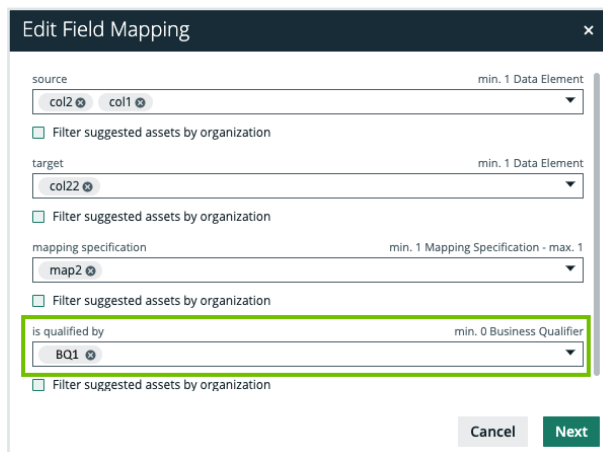 Edit Field Mapping ×
source min. 1 Data Element
col2 col1
Filter suggested assets by organization
target min. 1 Data Element
col22
Filter suggested assets by organization
mapping specification min. 1 Mapping Specification - max. 1
map2
Filter suggested assets by organization
is qualified by min. 0 Business Qualifier
BQ1
Filter suggested assets by organization
Cancel Next